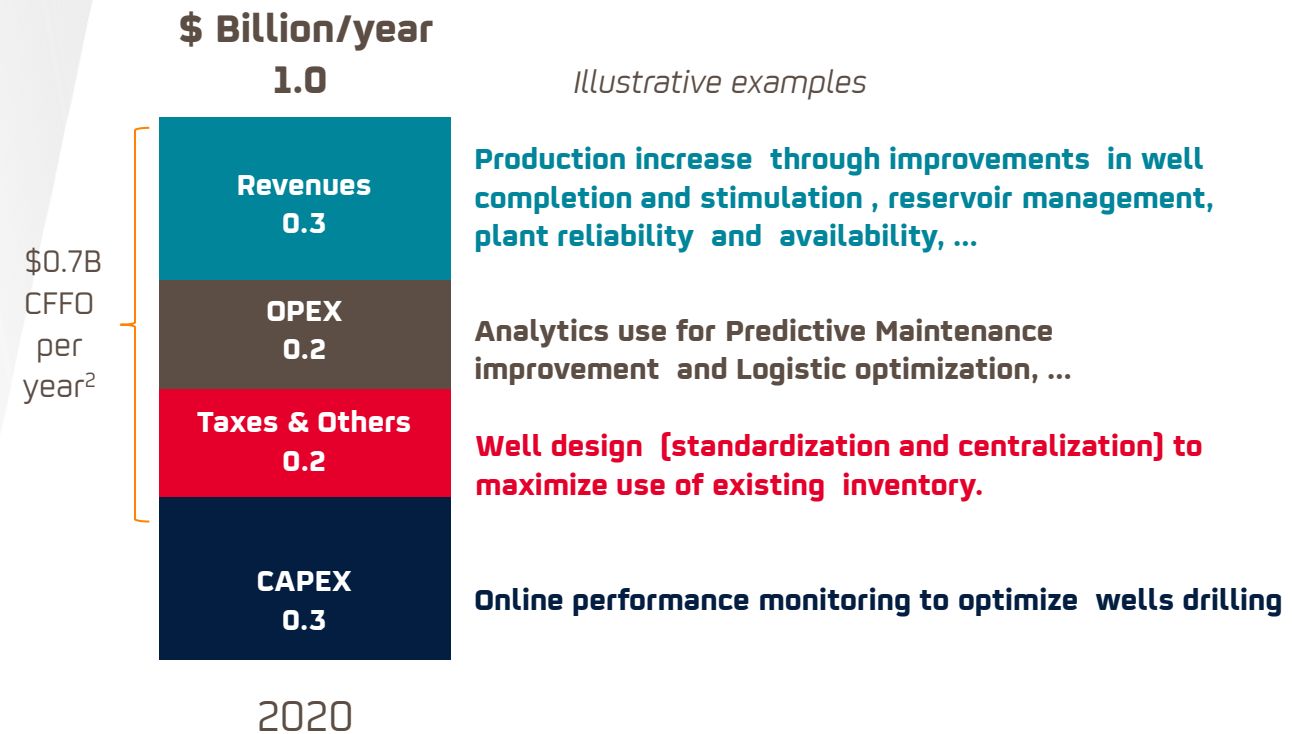 $ Billion/year
1.0
Illustrative examples
Revenues
0.3
Production increase through improvements in well
completion and stimulation , reservoir management,
plant reliability and availability, ...
$0.7B
CFFO
per
year²
OPEX
0.2
Analytics use for Predictive Maintenance
improvement and Logistic optimization, ...
Taxes & Others
0.2
Well design (standardization and centralization) to
maximize use of existing inventory.
CAPEX
0.3
Online performance monitoring to optimize wells drilling
2020